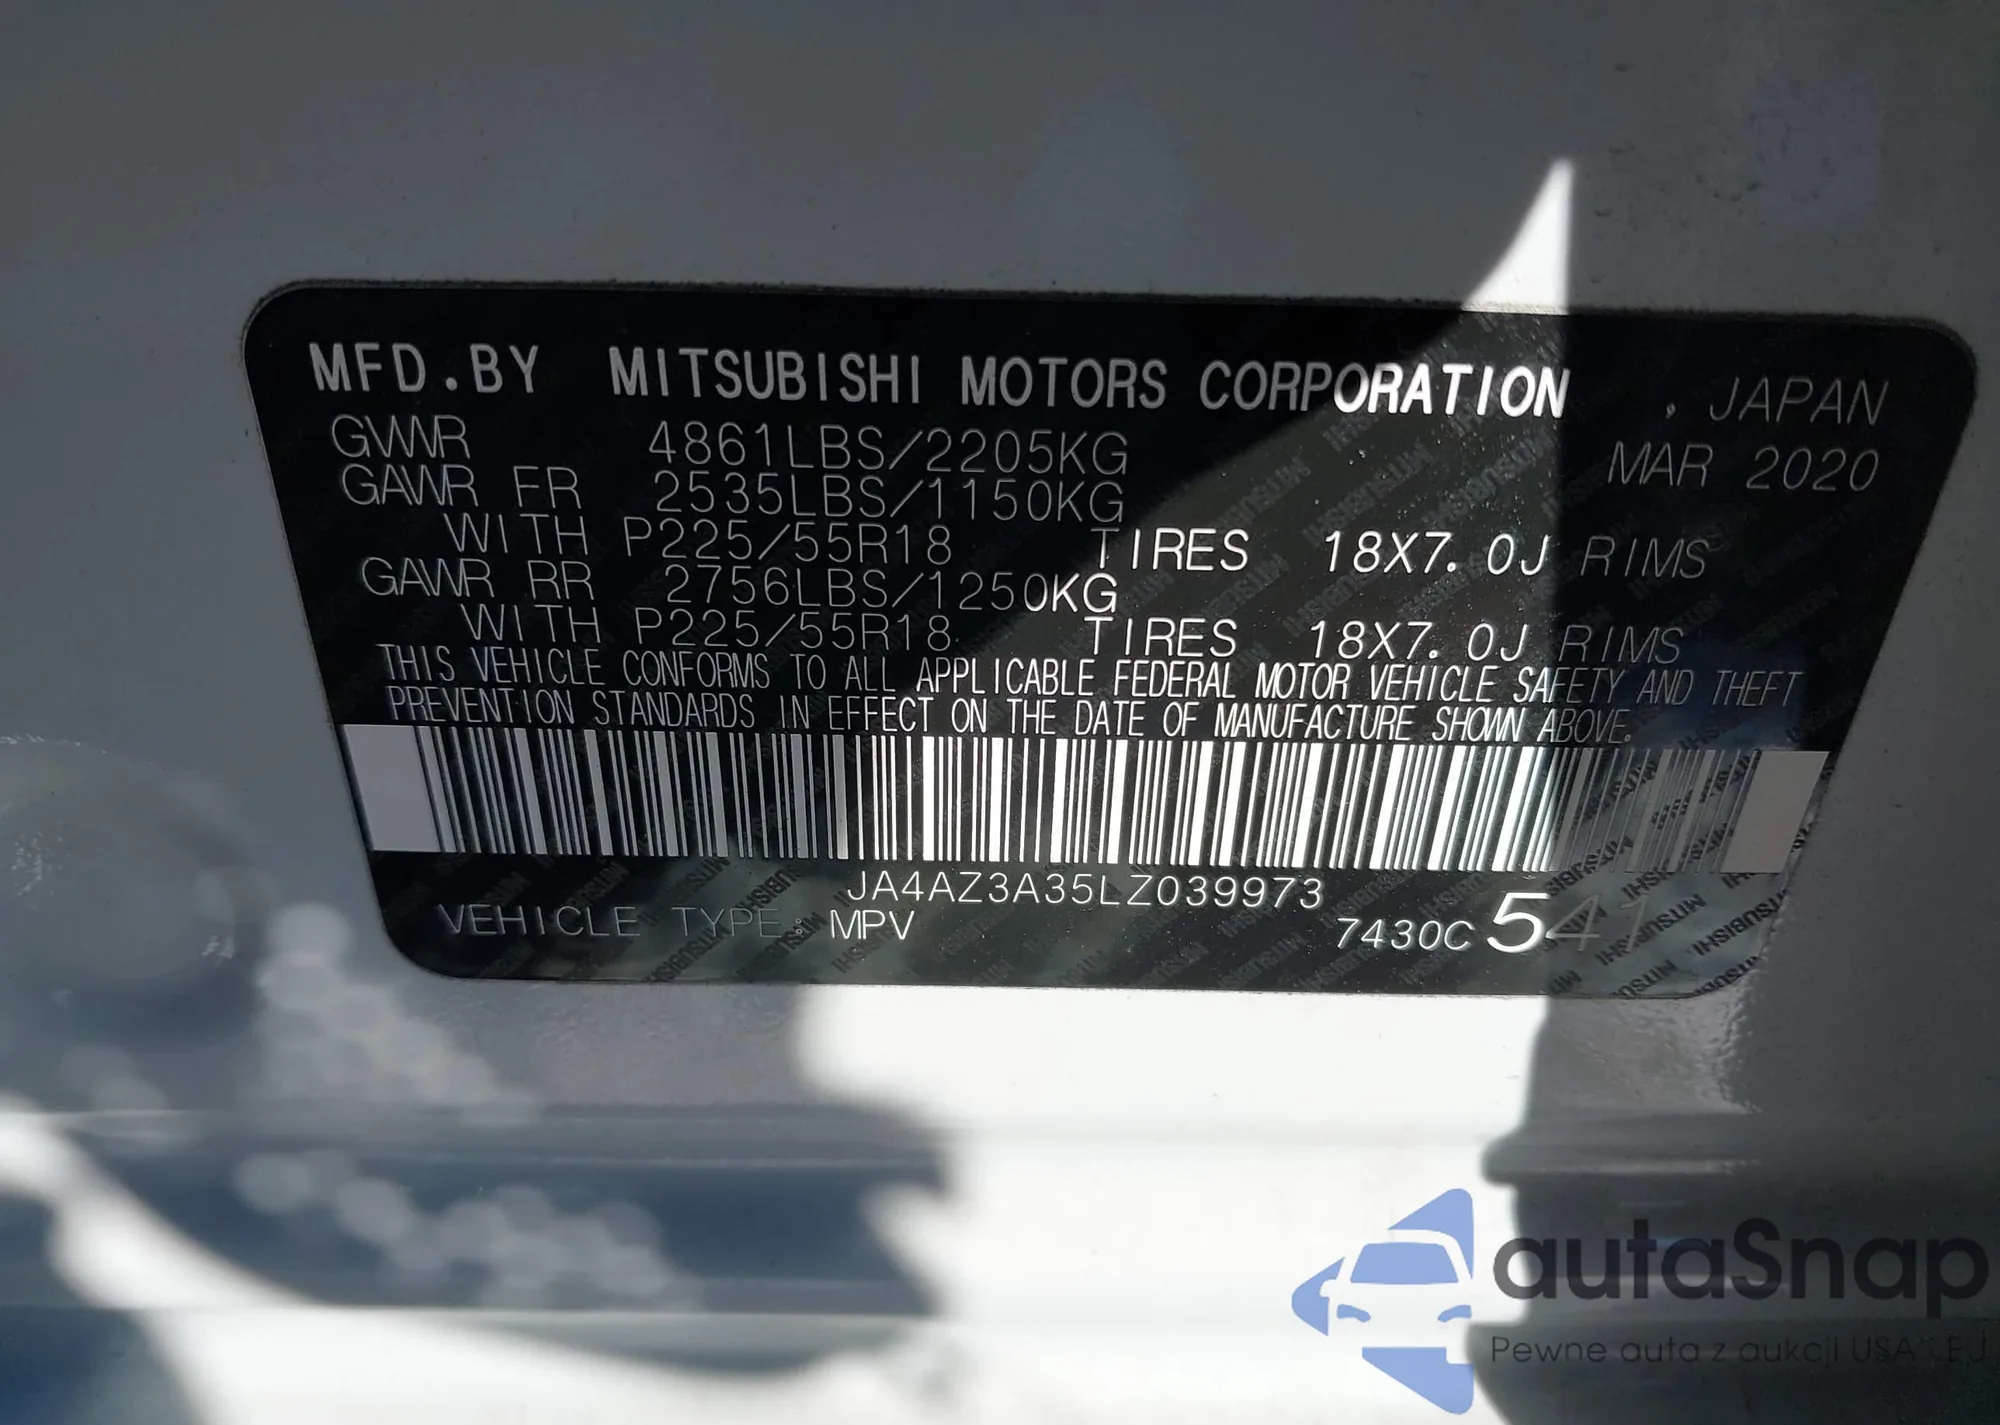 MFD.BY MITSUBISHI MOTORS CORPORATION , JAPAN
GVWR 4861LBS/2205KG MAR 2020
GAWR FR 2535LBS/1150KG
WITH P225/55R18 TIRES 18X7.0J RIMS
GAWR RR 2756LBS/1250KG
WITH P225/55R18 TIRES 18X7.0J RIMS
THIS VEHICLE CONFORMS TO ALL APPLICABLE FEDERAL MOTOR VEHICLE SAFETY AND THEFT
PREVENTION STANDARDS IN EFFECT ON THE DATE OF MANUFACTURE SHOWN ABOVE.
JA4AZ3A35LZ039973
VEHICLE TYPE: MPV 7430C 541
autaSnap
Pewne auta z aukcji USA i EU